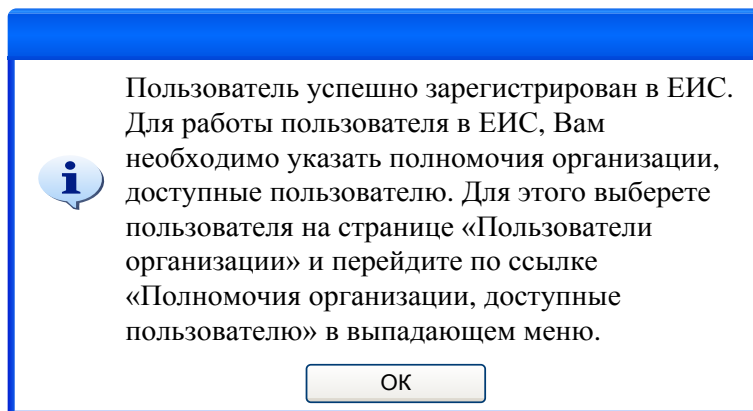 Пользователь успешно зарегистрирован в ЕИС.
Для работы пользователя в ЕИС, Вам
необходимо указать полномочия организации,
доступные пользователю. Для этого выберете
пользователя на странице «Пользователи
организации» и перейдите по ссылке
«Полномочия организации, доступные
пользователю» в выпадающем меню.
ОК